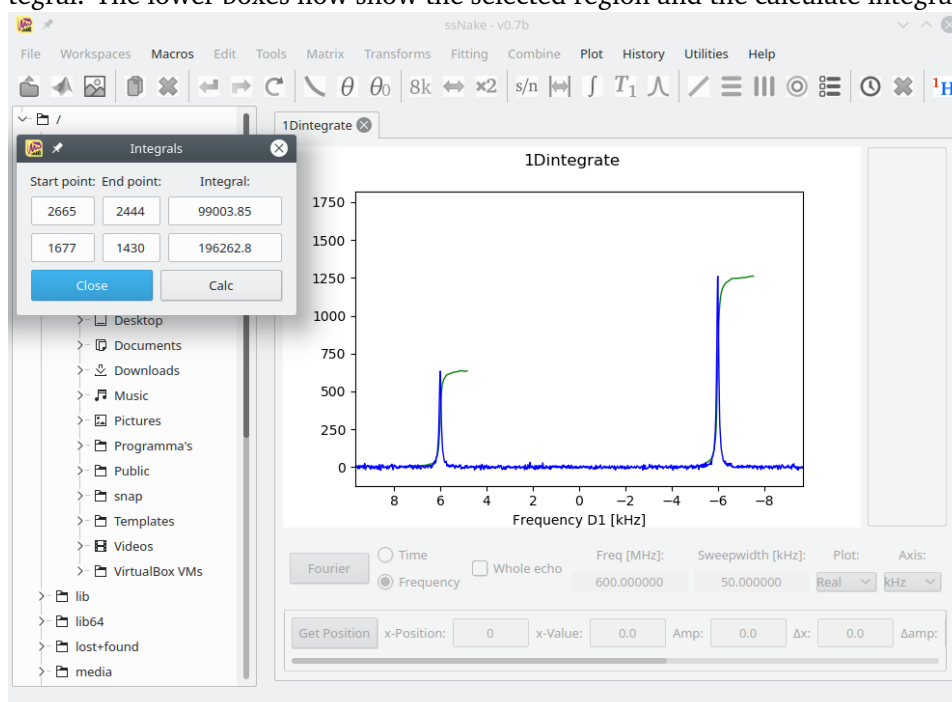 tegral. The lower boxes now show the selected region and the calculate integra
ssNake - v0.7b
File Workspaces Macros Edit Tools Matrix Transforms Fitting Combine Plot History Utilities Help
θ θ0 8k ×2 s/n ∫ T1 1H
/
1Dintegrate
Integrals
Start point: End point: Integral:
2665 2444 99003.85
1677 1430 196262.8
Close Calc
Desktop
Documents
Downloads
Music
Pictures
Programma's
Public
snap
Templates
Videos
VirtualBox VMs
lib
lib64
lost+found
media
1Dintegrate
1750
1500
1250
1000
750
500
250
0
8 6 4 2 0 −2 −4 −6 −8
Frequency D1 [kHz]
Fourier
Time
Frequency
Whole echo
Freq [MHz]: Sweepwidth [kHz]: Plot: Axis:
600.000000 50.000000 Real kHz
Get Position x-Position: 0 x-Value: 0.0 Amp: 0.0 Δx: 0.0 Δamp: